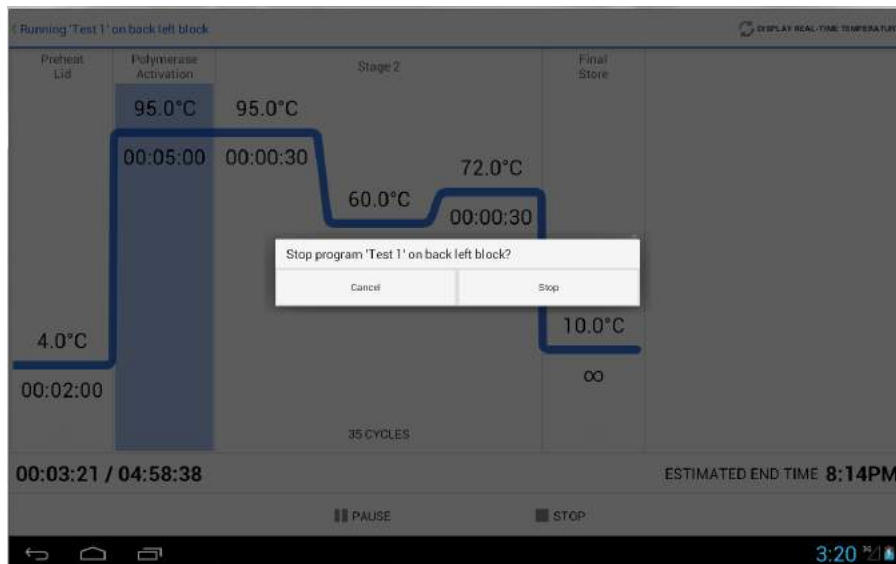 Running 'Test 1' on back left block
DISPLAY REAL-TIME TEMPERATUR
Preheat
Lid
Polymerase
Activation
Stage 2
Final
Store
95.0°C
95.0°C
00:05:00
00:00:30
72.0°C
60.0°C
00:00:30
Stop program 'Test 1' on back left block?
Cancel
Stop
10.0°C
4.0°C
∞
00:02:00
35 CYCLES
00:03:21 / 04:58:38
ESTIMATED END TIME 8:14PM
PAUSE
STOP
3:20
3G